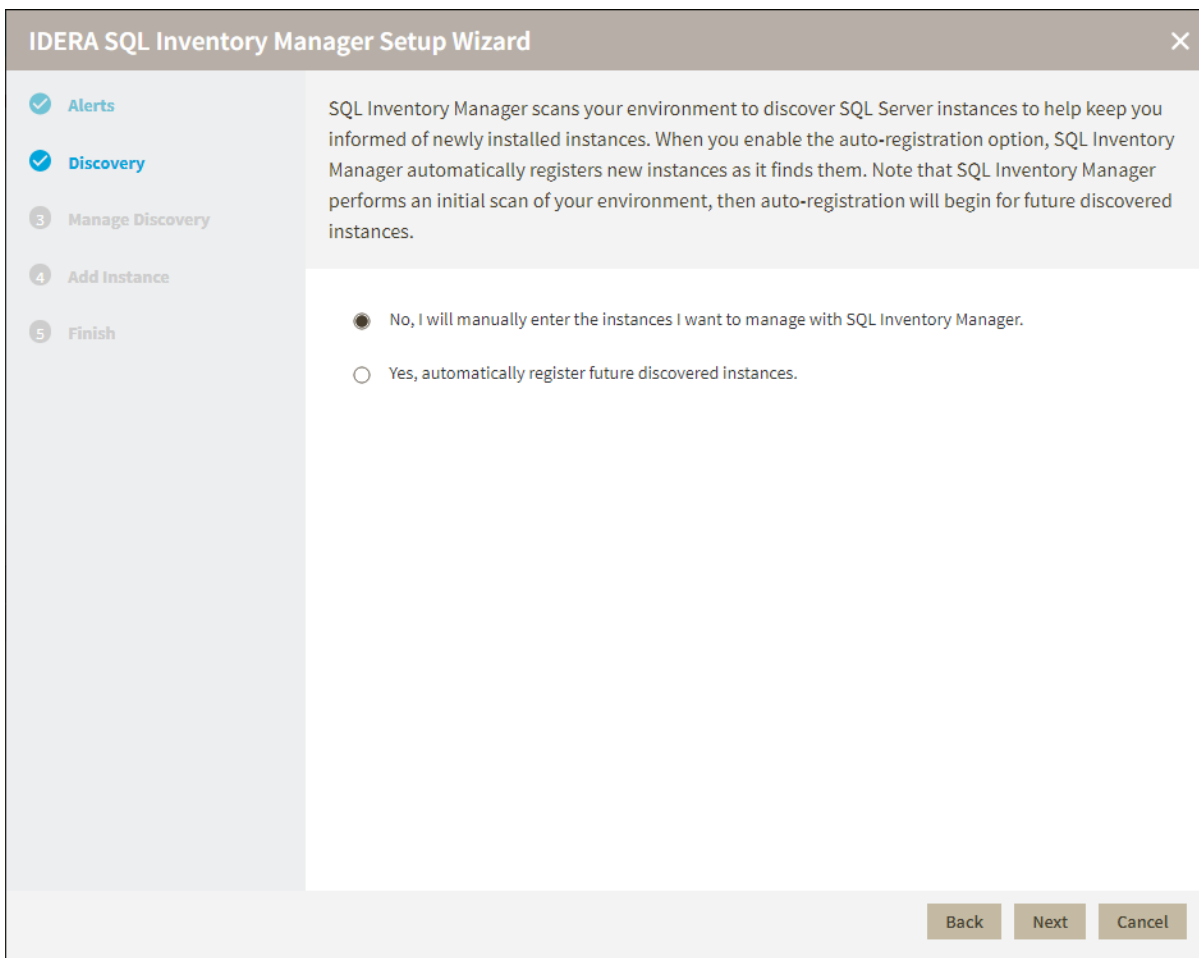 IDERA SQL Inventory Manager Setup Wizard
Alerts
Discovery
3 Manage Discovery
4 Add Instance
5 Finish
SQL Inventory Manager scans your environment to discover SQL Server instances to help keep you
informed of newly installed instances. When you enable the auto-registration option, SQL Inventory
Manager automatically registers new instances as it finds them. Note that SQL Inventory Manager
performs an initial scan of your environment, then auto-registration will begin for future discovered
instances.
No, I will manually enter the instances I want to manage with SQL Inventory Manager.
Yes, automatically register future discovered instances.
Back Next Cancel